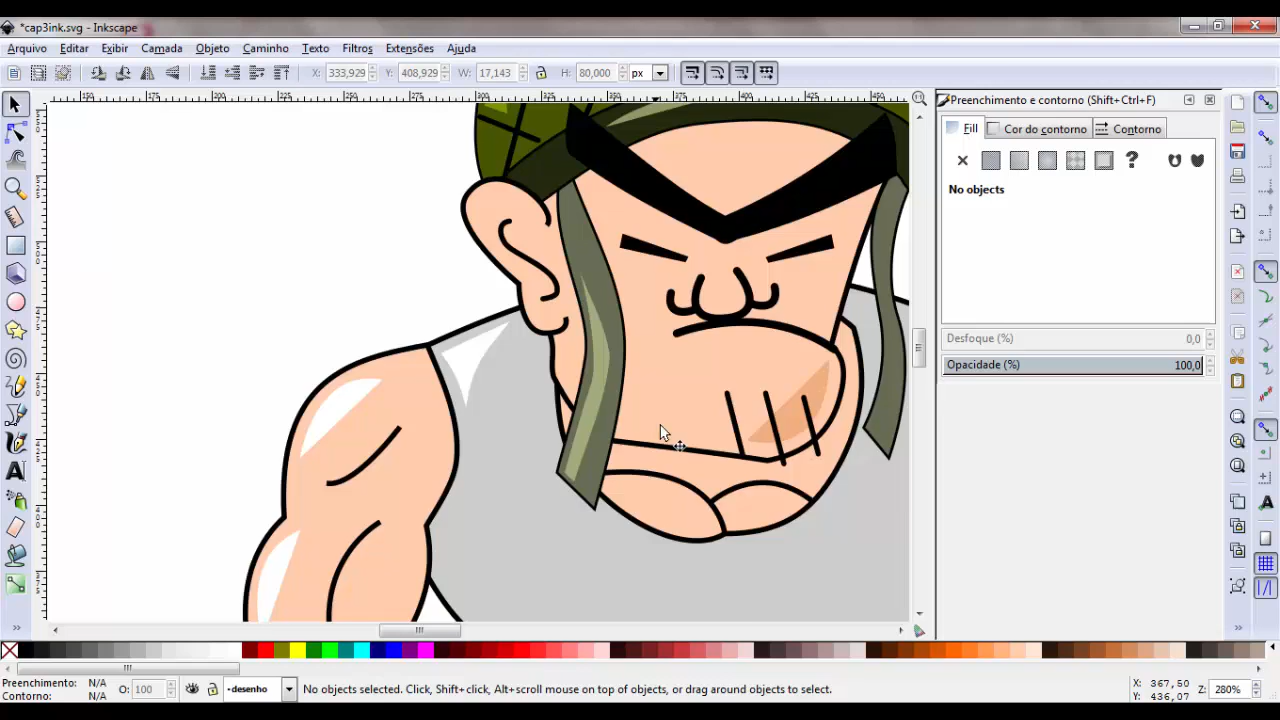 *cap3ink.svg - Inkscape
Arquivo Editar Exibir Camada Objeto Caminho Texto Filtros Extensões Ajuda
X: 333,929 Y: 408,929 W: 17,143 H: 80,000 px
Preenchimento e contorno (Shift+Ctrl+F)
Fill Cor do contorno Contorno
No objects
Desfoque (%) 0,0
Opacidade (%) 100,0
Preenchimento: N/A
Contorno: N/A
O: 100
desenho
No objects selected. Click, Shift+click, Alt+scroll mouse on top of objects, or drag around objects to select.
X: 367,50
Y: 436,07
Z: 280%